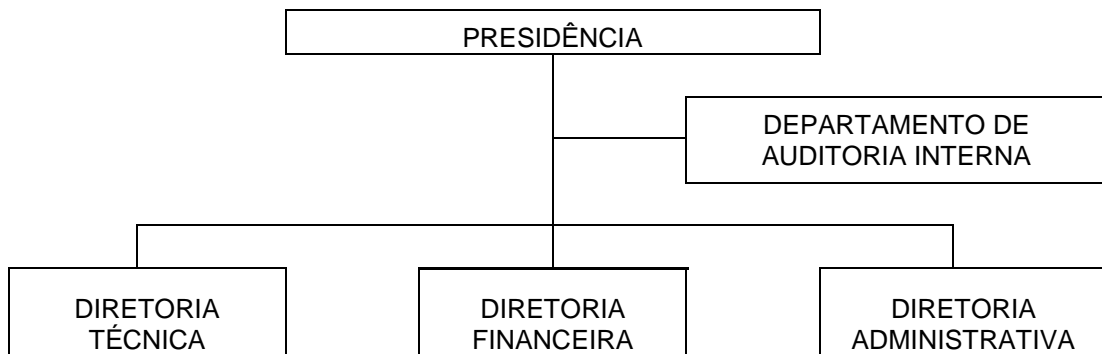 PRESIDÊNCIA
DEPARTAMENTO DE
AUDITORIA INTERNA
DIRETORIA
TÉCNICA
DIRETORIA
FINANCEIRA
DIRETORIA
ADMINISTRATIVA